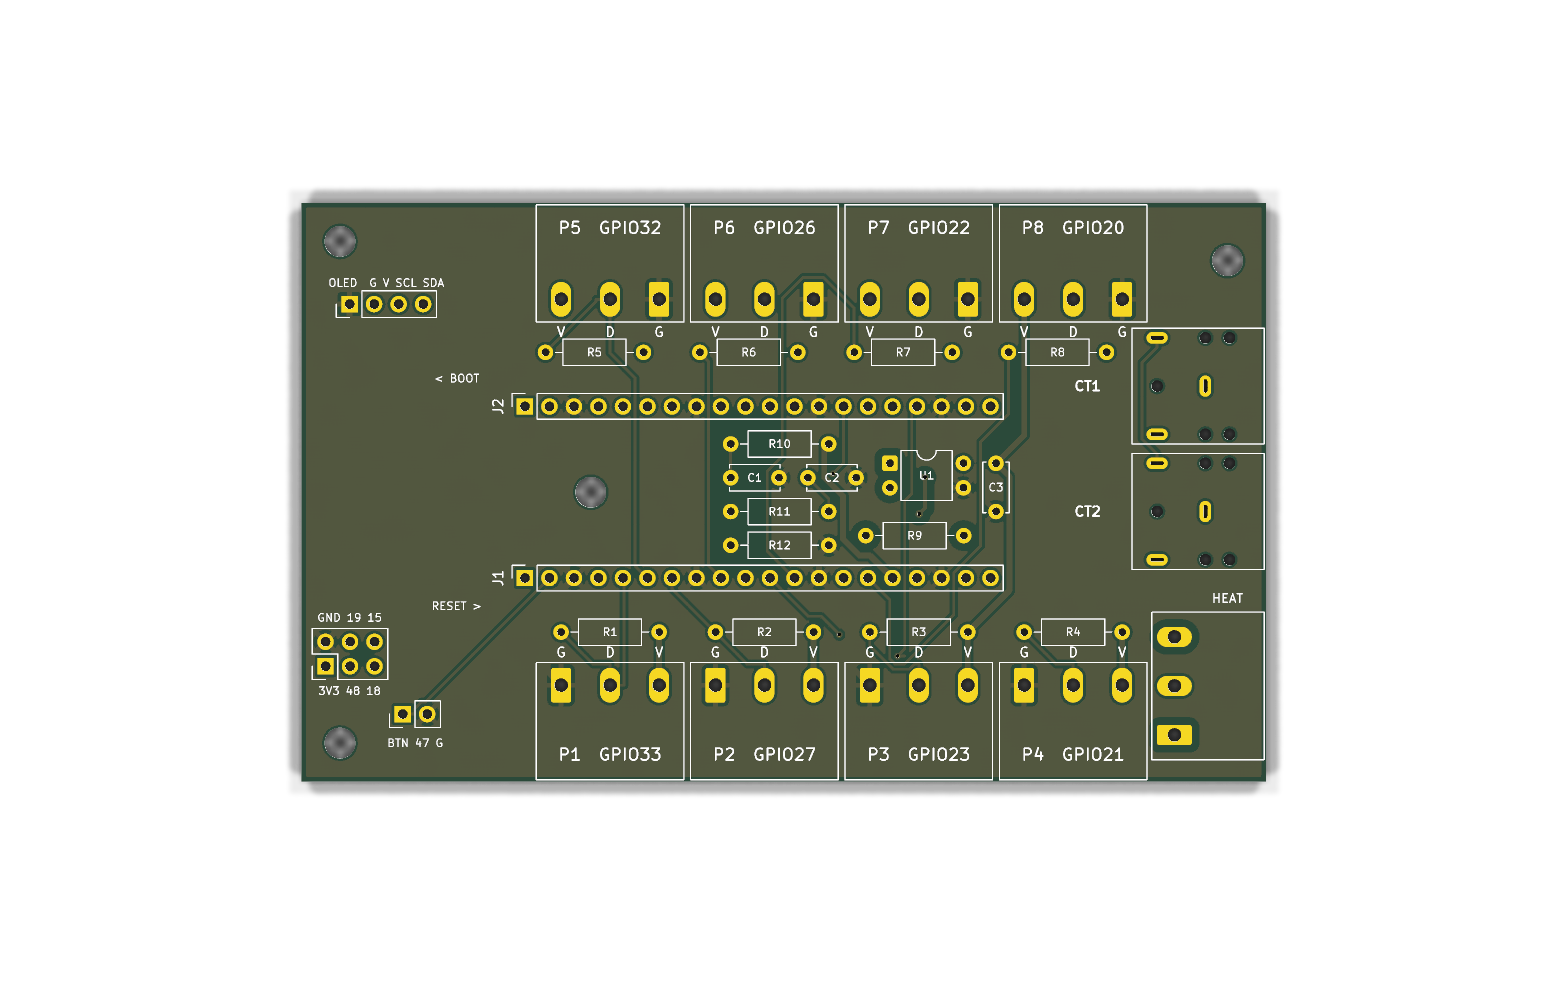 P5 GPIO32
P6 GPIO26
P7 GPIO22
P8 GPIO20
OLED G V SCL SDA
V D G
V D G
V D G
V D G
R5
R6
R7
R8
< BOOT
CT1
J2
R10
C1
C2
U1
C3
R11
CT2
R9
R12
J1
RESET >
HEAT
GND 19 15
R1
R2
R3
R4
G D V
G D V
G D V
G D V
3V3 48 18
BTN 47 G
P1 GPIO33
P2 GPIO27
P3 GPIO23
P4 GPIO21